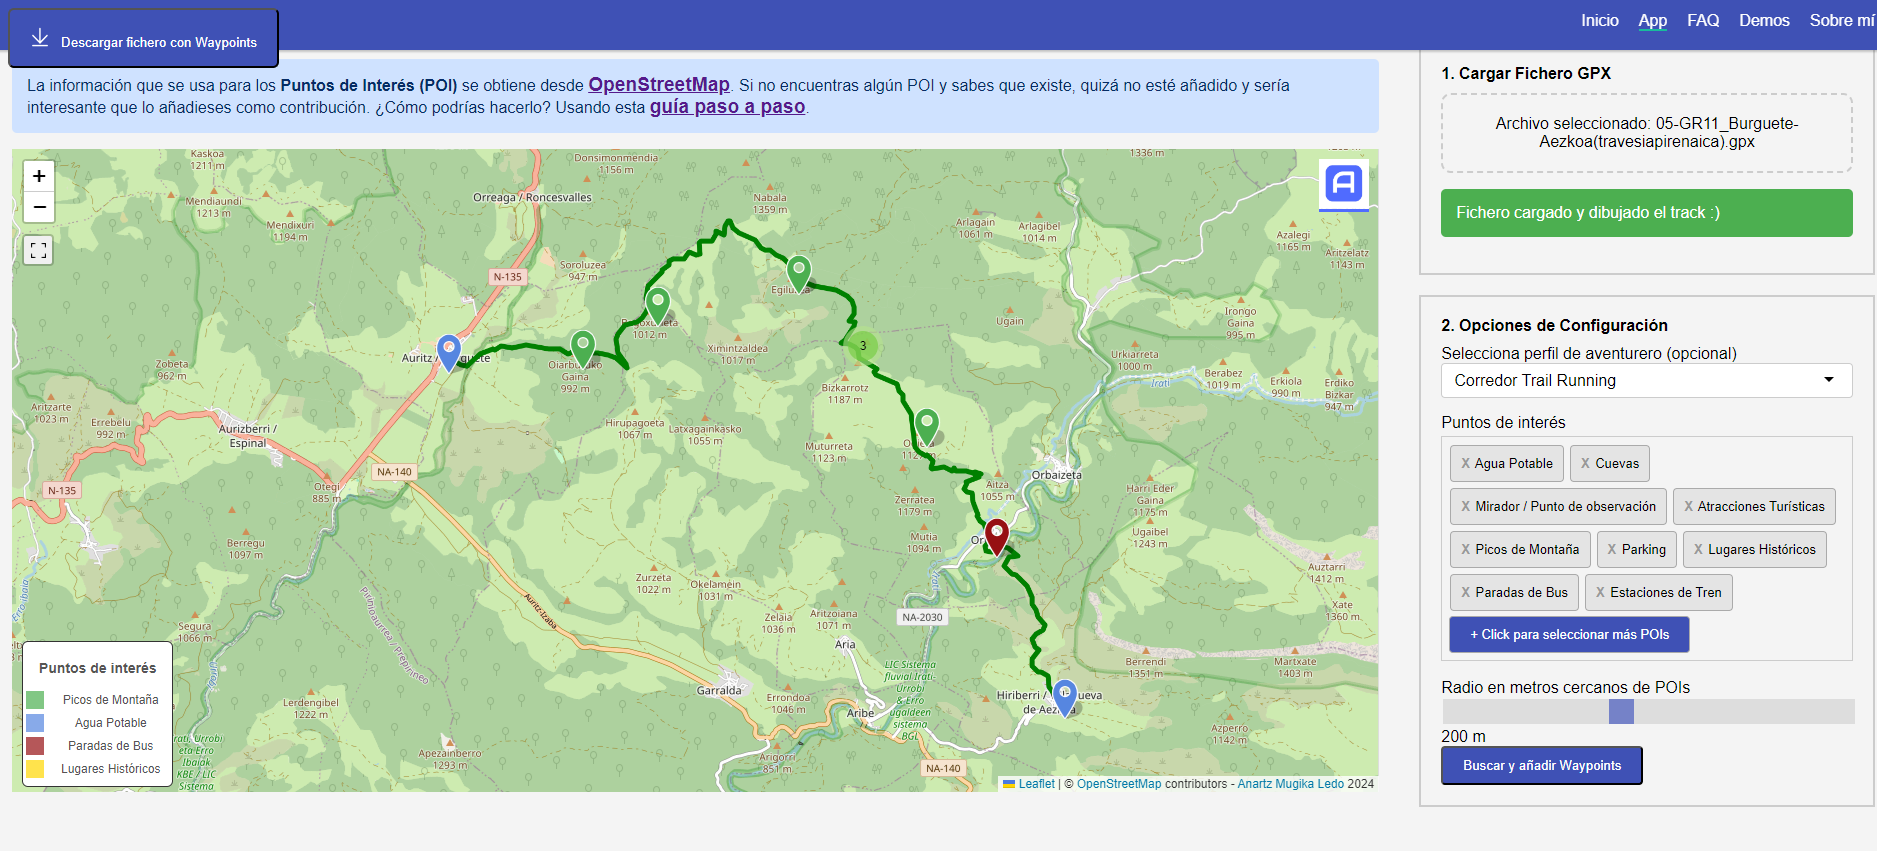 Descargar fichero con Waypoints
Inicio App FAQ Demos Sobre mí
La información que se usa para los Puntos de Interés (POI) se obtiene desde OpenStreetMap. Si no encuentras algún POI y sabes que existe, quizá no esté añadido y sería
interesante que lo añadieses como contribución. ¿Cómo podrías hacerlo? Usando esta guía paso a paso.
+
−
Kaskoa
1211 m
Mendiaundi
1213 m
Mendixuri
1194 m
Orreaga / Roncesvalles
Donsimonmendia
1156 m
Nabala
1359 m
1336 m
Arlagain
1061 m
Arlagibel
1014 m
Azalegi
1165 m
Aritzelatz
1143 m
N-135
Soroluzea
947 m
1012 m
Ugain
Irongo
Gaina
995 m
Zobeta
962 m
Gaina
992 m
Ximintzaldea
1017 m
3
Urkiarreta
1000 m
Irati
Berabez
1019 m
Erkiola
990 m
Erdiko
Bizkar
947 m
Aritzarte
1023 m
Errebelu
992 m
Aurizberri /
Espinal
Hirupagoeta
1067 m
Latxagainkasko
1055 m
Bizkarrotz
1187 m
Muturreta
1123 m
NA-140
N-135
Otegi
885 m
Orbaizeta
Aitza
1055 m
Harri Eder
Gaina
1175 m
Zerratea
1179 m
Mutia
1094 m
Ugaibel
1243 m
Berregu
1097 m
Zurzeta
1022 m
Okelamein
1031 m
Auztarri
1412 m
Auritz-Izaba
Zelaia
1036 m
Aritzoiana
1071 m
NA-2030
Xate
1360 m
Segura
1066 m
Aria
LIC Sistema
fluvial Irati-
Urrobi
Berrendi
1351 m
Martxate
1403 m
Garralda
Errondoa
1046 m
Aribe
sistema
BGL
Lerdengibel
1222 m
Azperro
1142 m
Apezainberro
1293 m
Arigorri
851 m
NA-140
Puntos de interés
Picos de Montaña
Agua Potable
Paradas de Bus
Lugares Históricos
Leaflet | © OpenStreetMap contributors - Anartz Mugika Ledo 2024
1. Cargar Fichero GPX
Archivo seleccionado: 05-GR11_Burguete-
Aezkoa(travesiapirenaica).gpx
Fichero cargado y dibujado el track :)
2. Opciones de Configuración
Selecciona perfil de aventurero (opcional)
Corredor Trail Running
Puntos de interés
X Agua Potable X Cuevas
X Mirador / Punto de observación X Atracciones Turísticas
X Picos de Montaña X Parking X Lugares Históricos
X Paradas de Bus X Estaciones de Tren
+ Click para seleccionar más POIs
Radio en metros cercanos de POIs
200 m
Buscar y añadir Waypoints